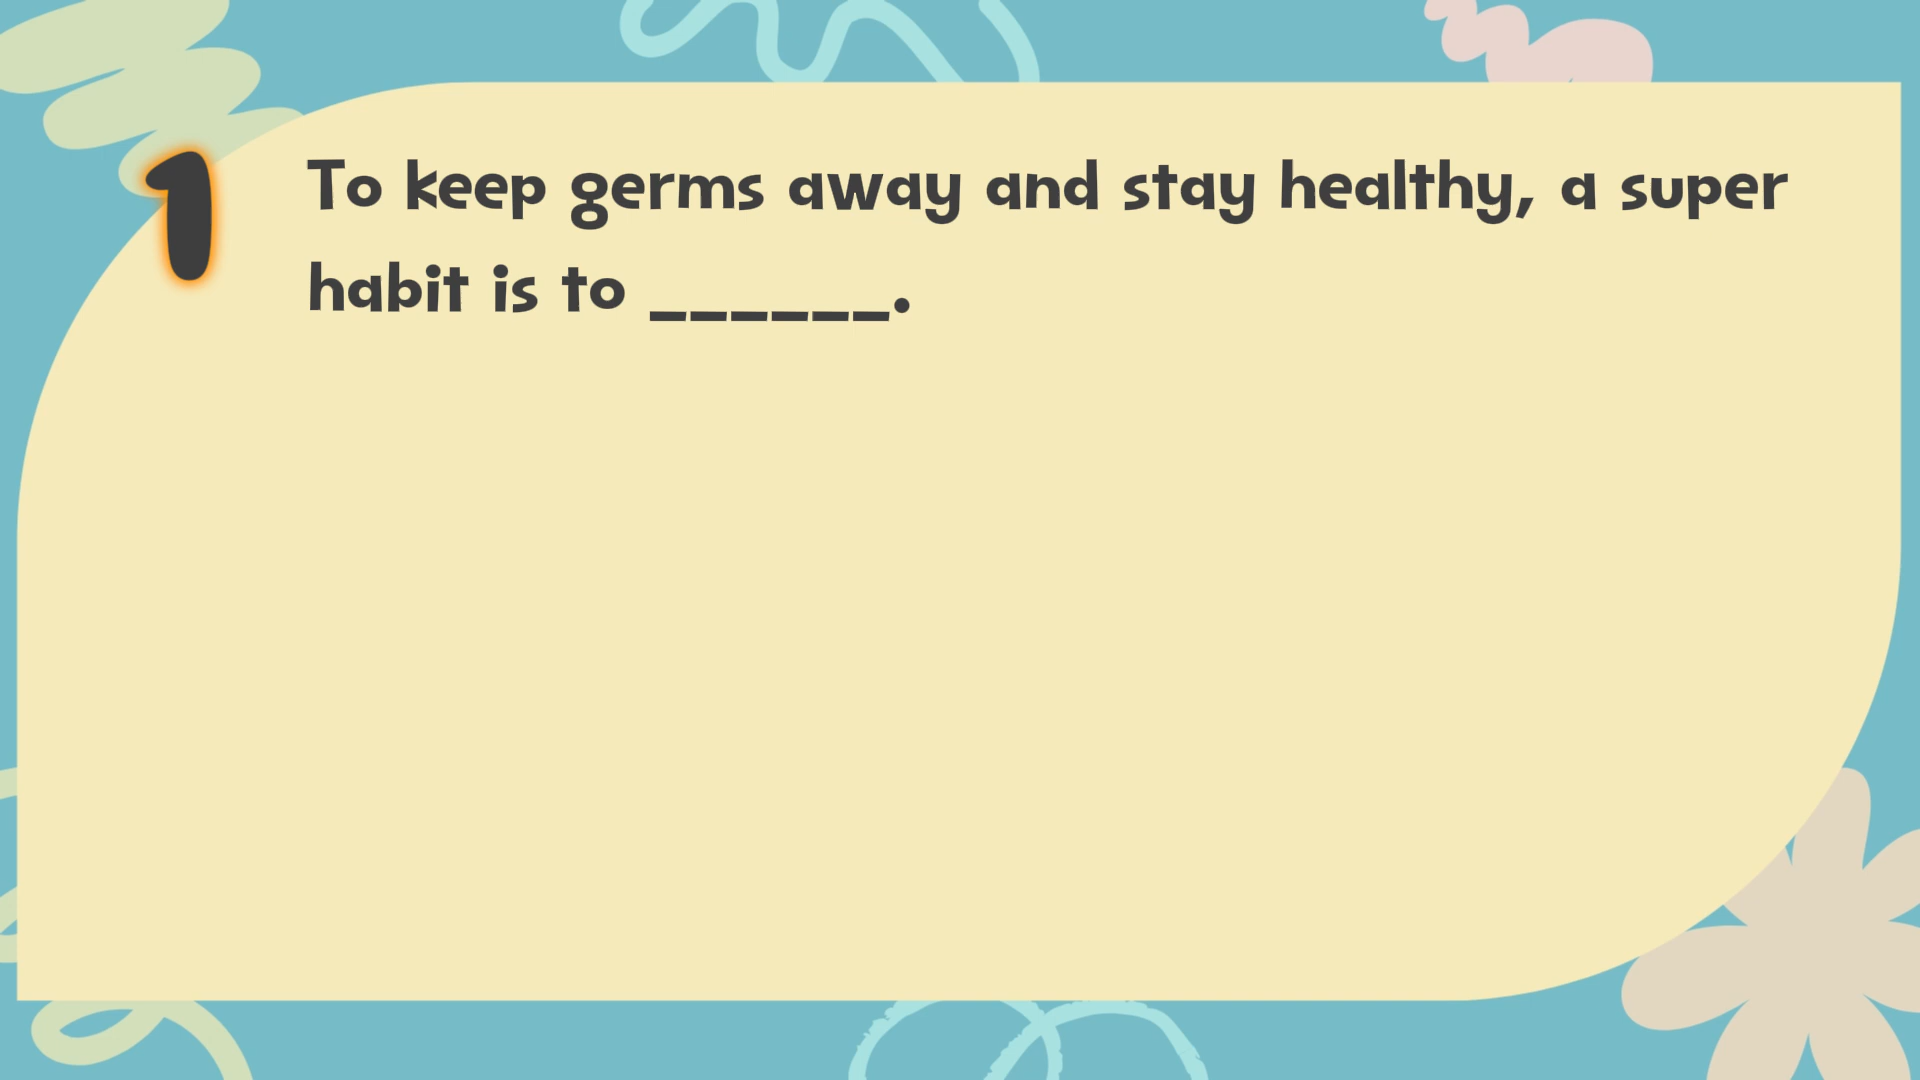 1
To keep germs away and stay healthy, a super
habit is to ______.